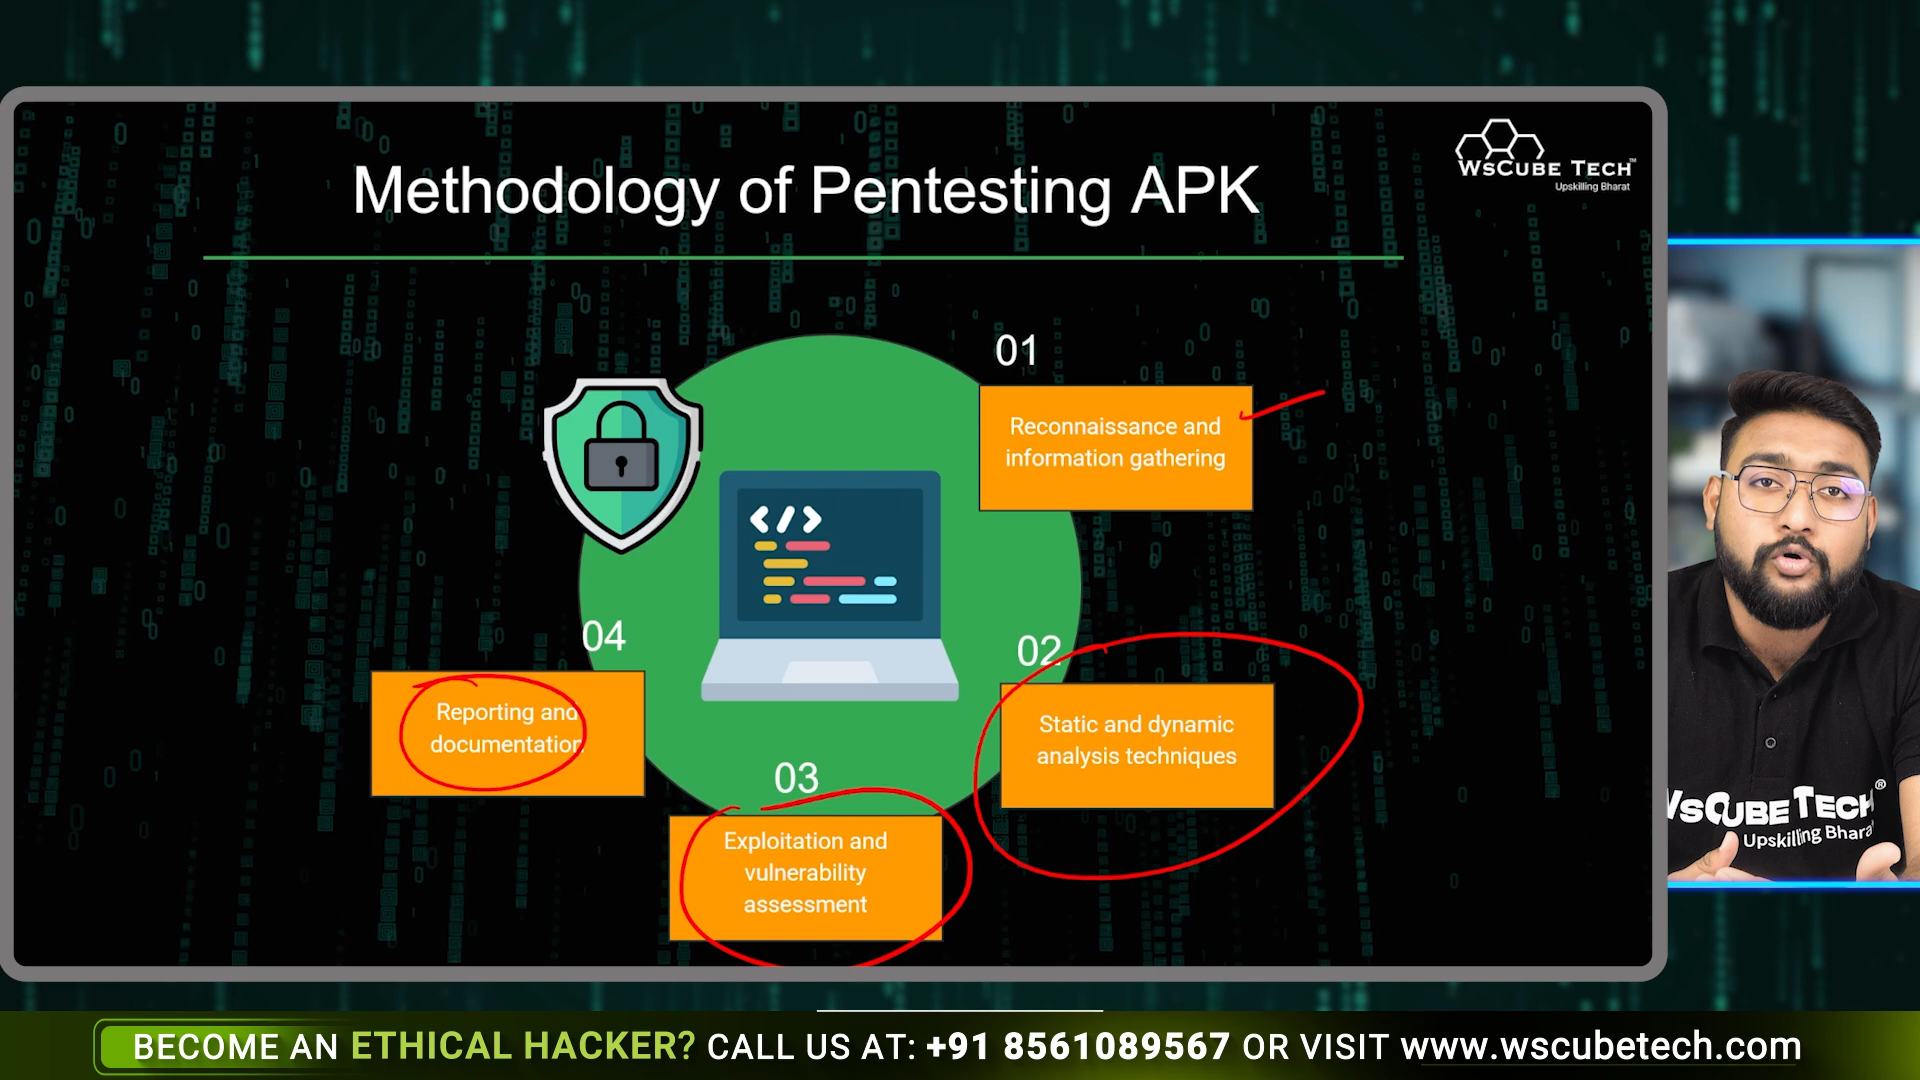 Methodology of Pentesting APK
WsCube Tech™
Upskilling Bharat
01
Reconnaissance and
information gathering
02
Static and dynamic
analysis techniques
03
Exploitation and
vulnerability
assessment
04
Reporting and
documentation
</>
WsCube Tech®
Upskilling Bharat
BECOME AN ETHICAL HACKER? CALL US AT: +91 8561089567 OR VISIT www.wscubetech.com